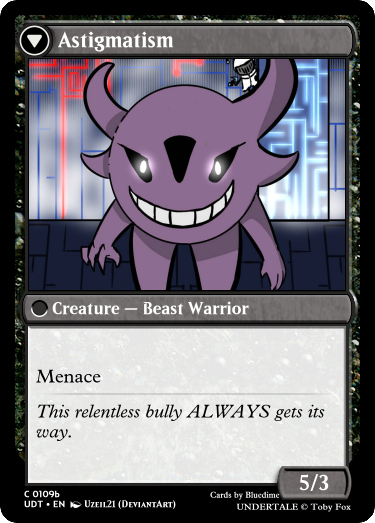 Astigmatism
Creature — Beast Warrior
Menace
This relentless bully ALWAYS gets its
way.
5/3
C 0109b
Cards by Bluedime
UDT • EN Uzeil21 (DeviantArt)
UNDERTALE © Toby Fox